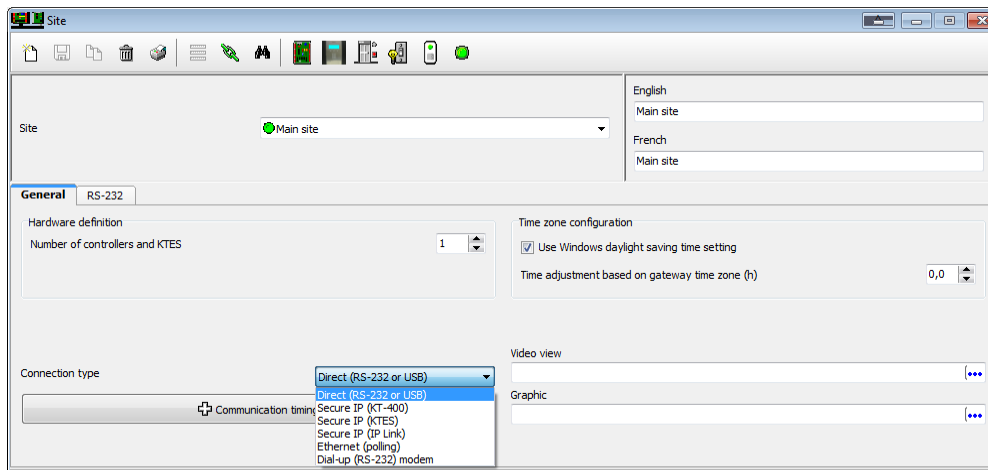 Site
Site
Main site
English
Main site
French
Main site
General
RS-232
Hardware definition
Number of controllers and KTES
1
Time zone configuration
Use Windows daylight saving time setting
Time adjustment based on gateway time zone (h)
0,0
Connection type
Direct (RS-232 or USB)
Direct (RS-232 or USB)
Secure IP (KT-400)
Secure IP (KTES)
Secure IP (IP Link)
Ethernet (polling)
Dial-up (RS-232) modem
Communication timing
Video view
Graphic